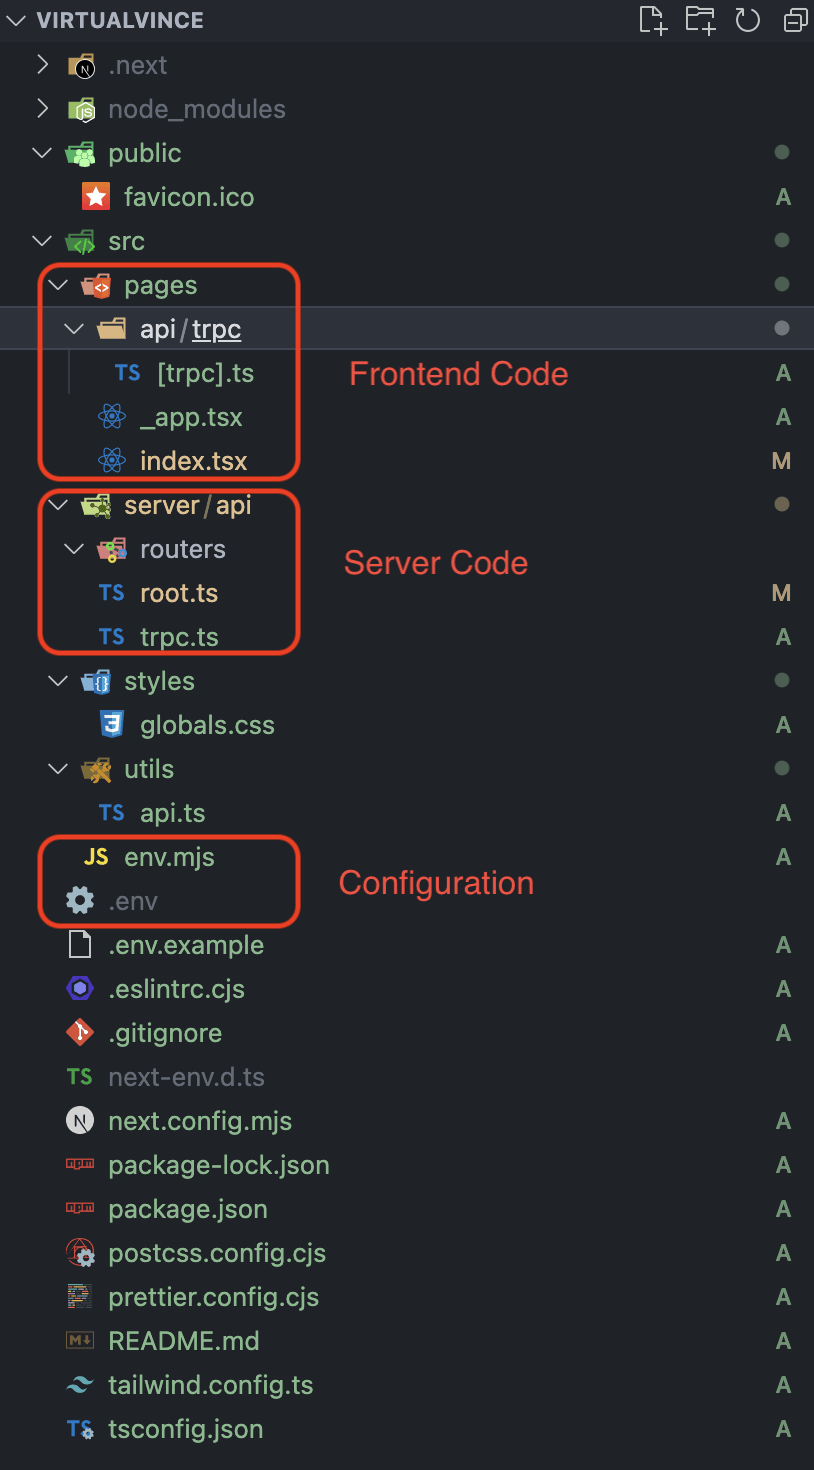 VIRTUALVINCE
.next
node_modules
public
favicon.ico A
src
pages
api/trpc
TS [trpc].ts A
Frontend Code
_app.tsx A
index.tsx M
server/api
routers
Server Code
TS root.ts M
TS trpc.ts A
styles
globals.css A
utils
TS api.ts A
JS env.mjs A
Configuration
.env
.env.example A
.eslintrc.cjs A
.gitignore A
TS next-env.d.ts
N next.config.mjs A
package-lock.json A
package.json A
postcss.config.cjs A
prettier.config.cjs A
M README.md A
tailwind.config.ts A
TS tsconfig.json A